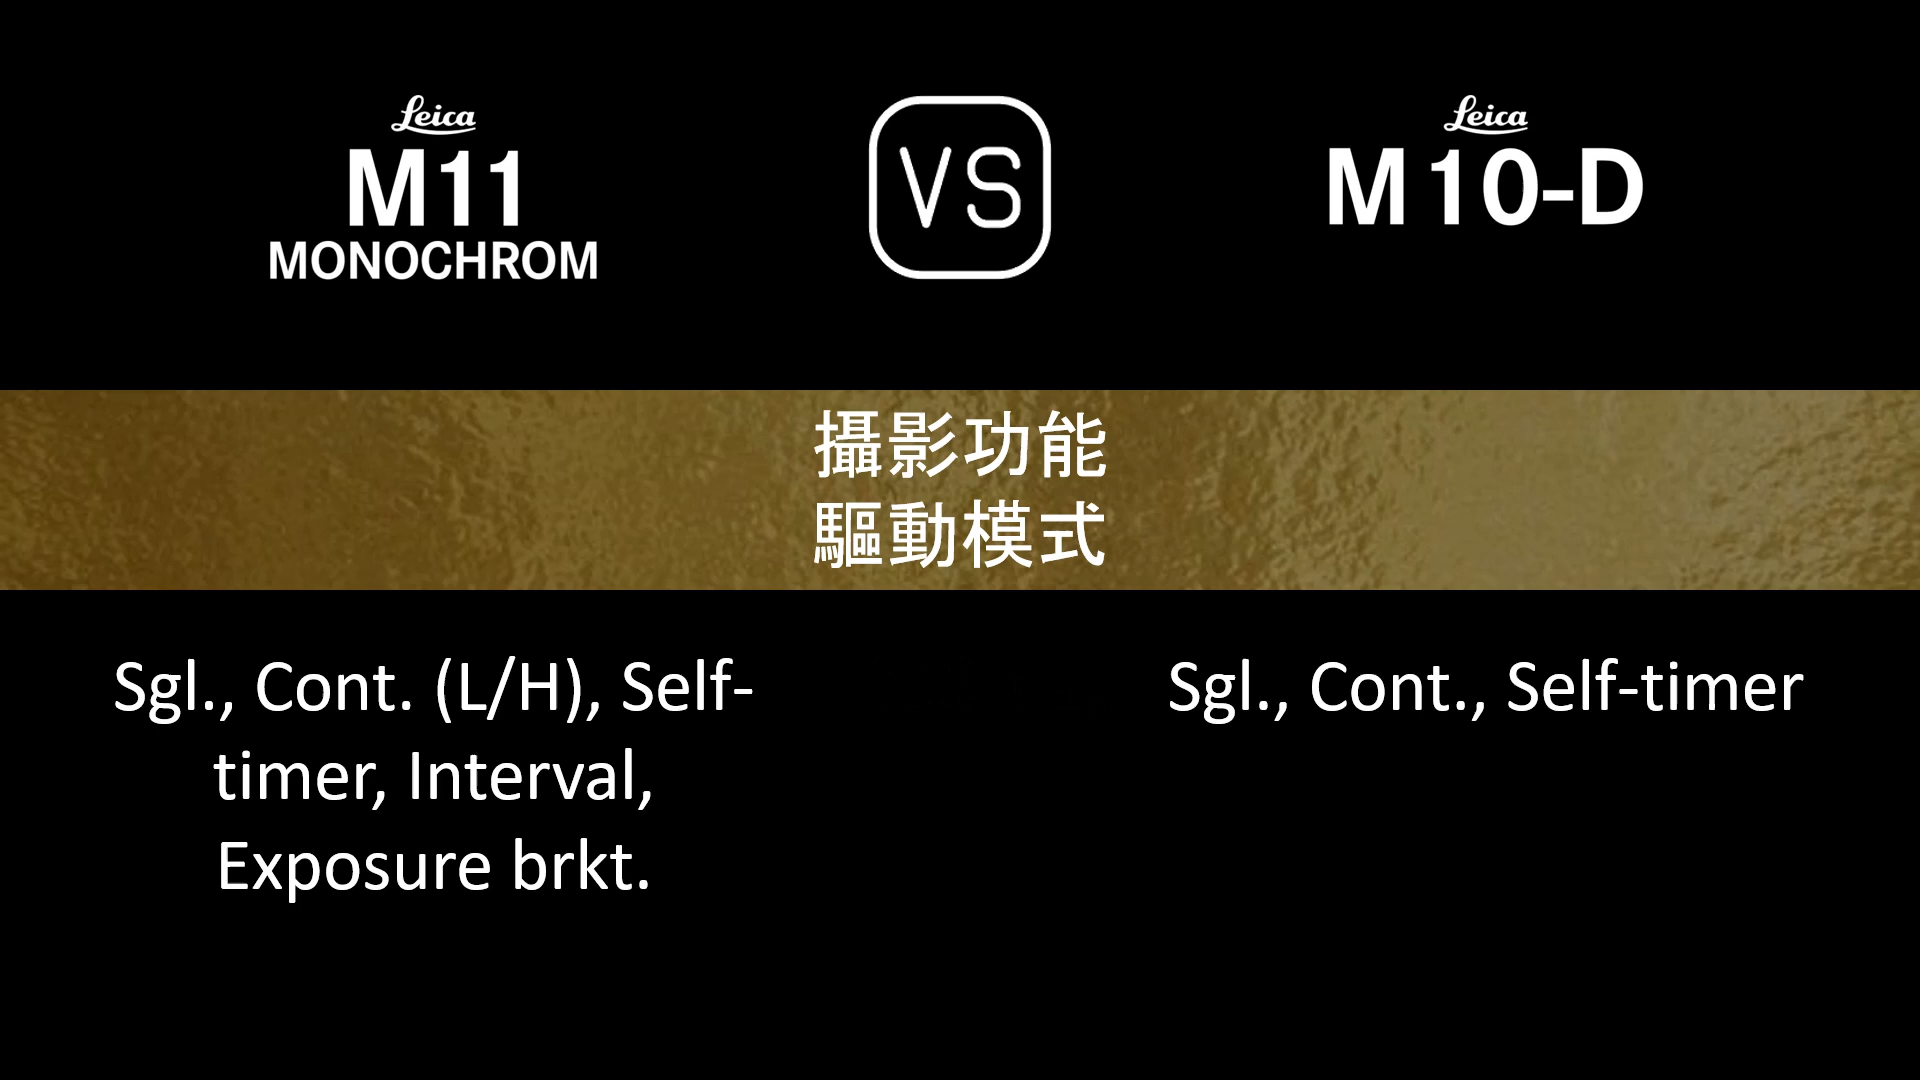 Leica
M11
MONOCHROM
VS
Leica
M10-D
攝影功能
驅動模式
Sgl., Cont. (L/H), Self-
timer, Interval,
Exposure brkt.
Sgl., Cont., Self-timer